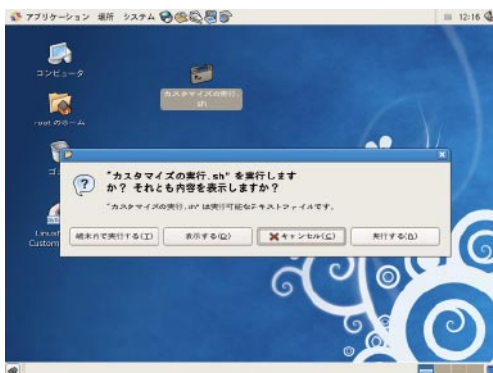 アプリケーション 場所 システム
12:16
コンピュータ
カスタマイズの実行.
sh
root のホーム
"カスタマイズの実行.sh" を実行します
か？ それとも内容を表示しますか？
"カスタマイズの実行.sh" は実行可能なテキストファイルです。
端末内で実行する(T)
表示する(D)
キャンセル(C)
実行する(R)